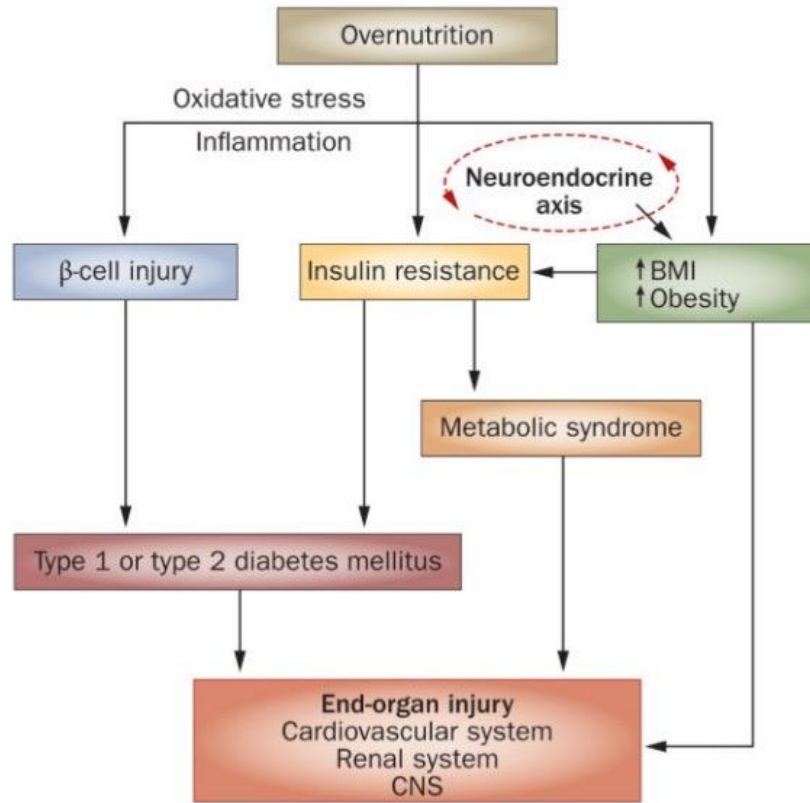 Overnutrition
Oxidative stress
Inflammation
Neuroendocrine
axis
β-cell injury
Insulin resistance
↑BMI
↑Obesity
Metabolic syndrome
Type 1 or type 2 diabetes mellitus
End-organ injury
Cardiovascular system
Renal system
CNS